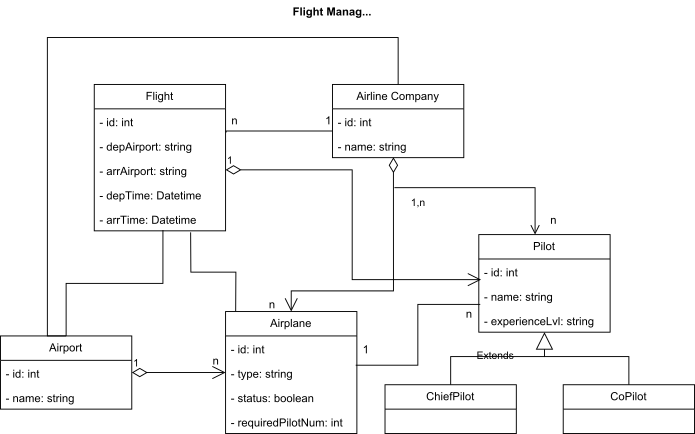 Flight Manag...
Flight
- id: int
- depAirport: string
- arrAirport: string
- depTime: Datetime
- arrTime: Datetime
n
1
1
Airline Company
- id: int
- name: string
1,n
n
Pilot
- id: int
- name: string
- experienceLvl: string
n
n
Airplane
- id: int
- type: string
- status: boolean
- requiredPilotNum: int
1
Airport
- id: int
- name: string
1
n
Extends
ChiefPilot
CoPilot